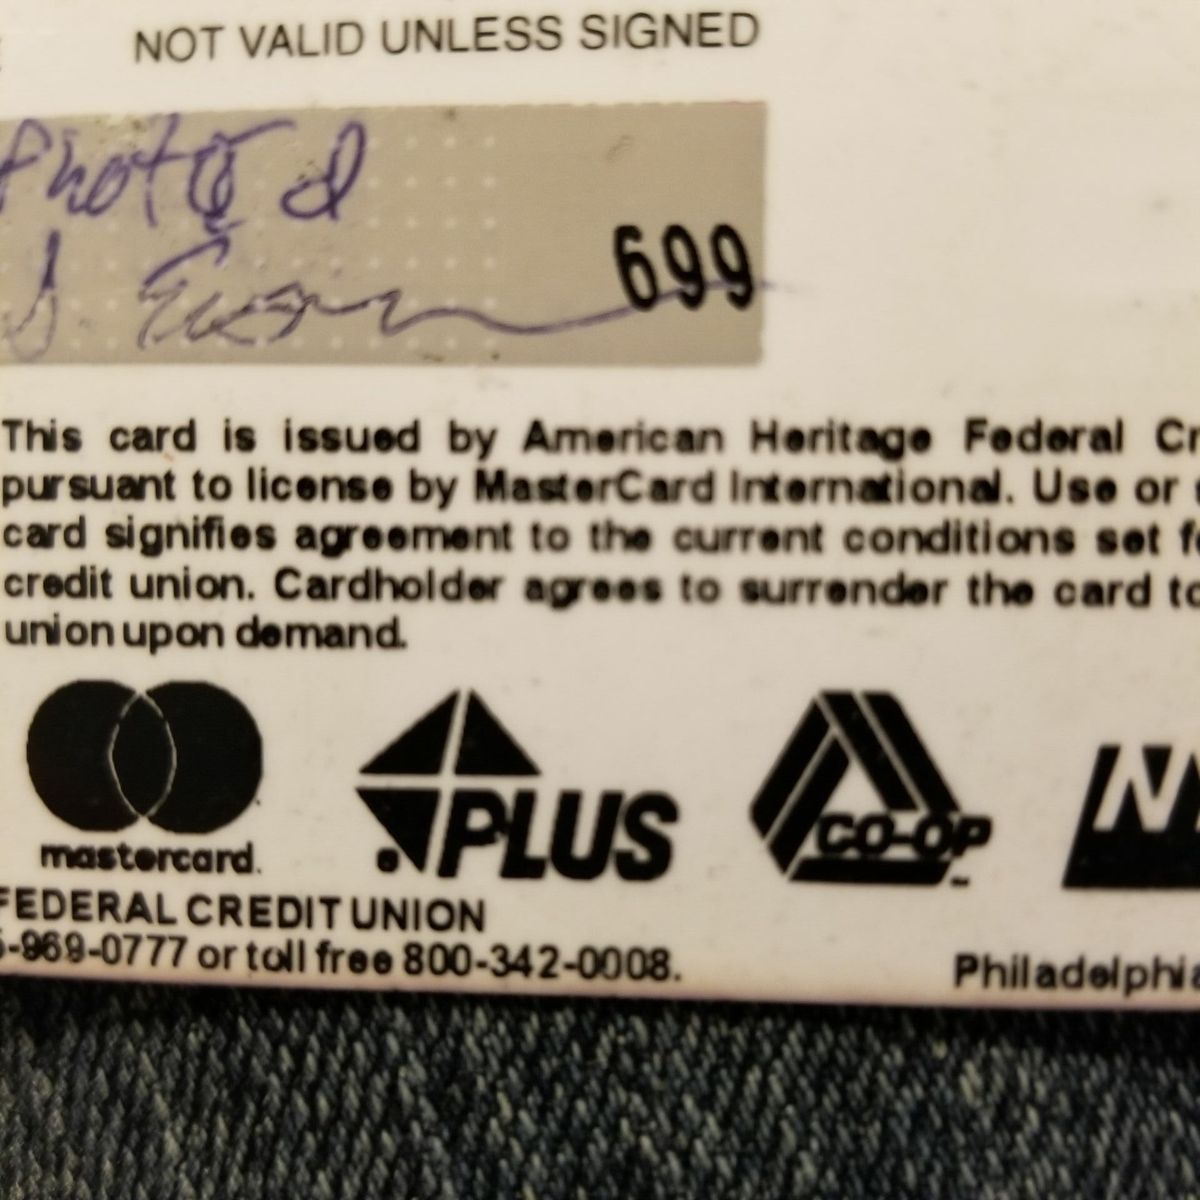 NOT VALID UNLESS SIGNED
Photo Id
699
This card is issued by American Heritage Federal Cr
pursuant to license by MasterCard International. Use or s
card signifies agreement to the current conditions set fo
credit union. Cardholder agrees to surrender the card to
union upon demand.
mastercard.
PLUS
CO-OP
FEDERAL CREDIT UNION
-969-0777 or toll free 800-342-0008.
Philadelphia